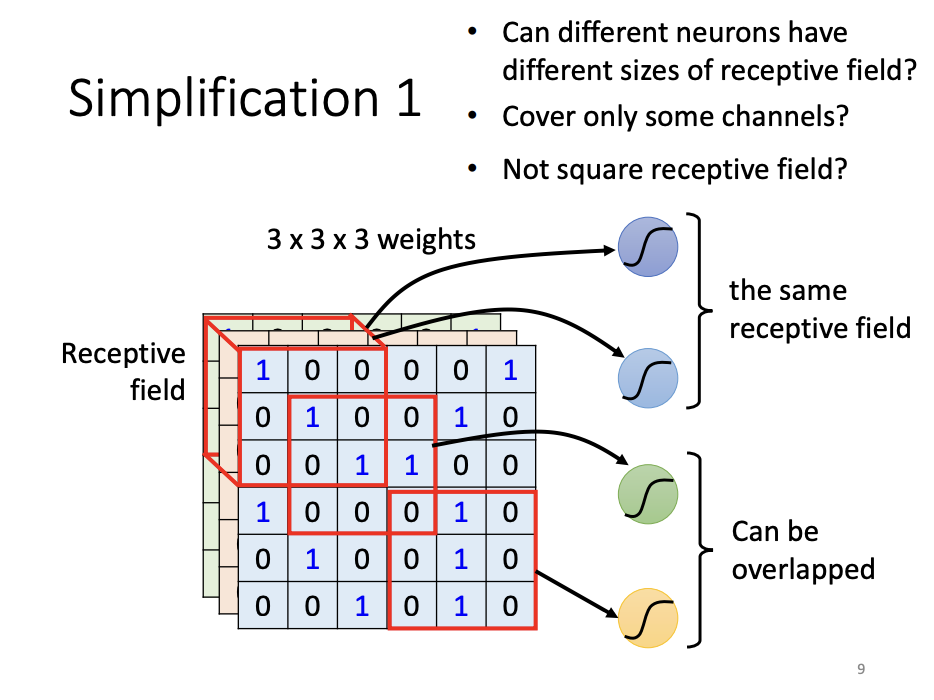 Simplification 1
• Can different neurons have
different sizes of receptive field?
• Cover only some channels?
• Not square receptive field?
3 x 3 x 3 weights
the same
receptive field
Receptive
field
1 0 0 0 0 1
0 1 0 0 1 0
0 0 1 1 0 0
1 0 0 0 1 0
0 1 0 0 1 0
0 0 1 0 1 0
Can be
overlapped
9